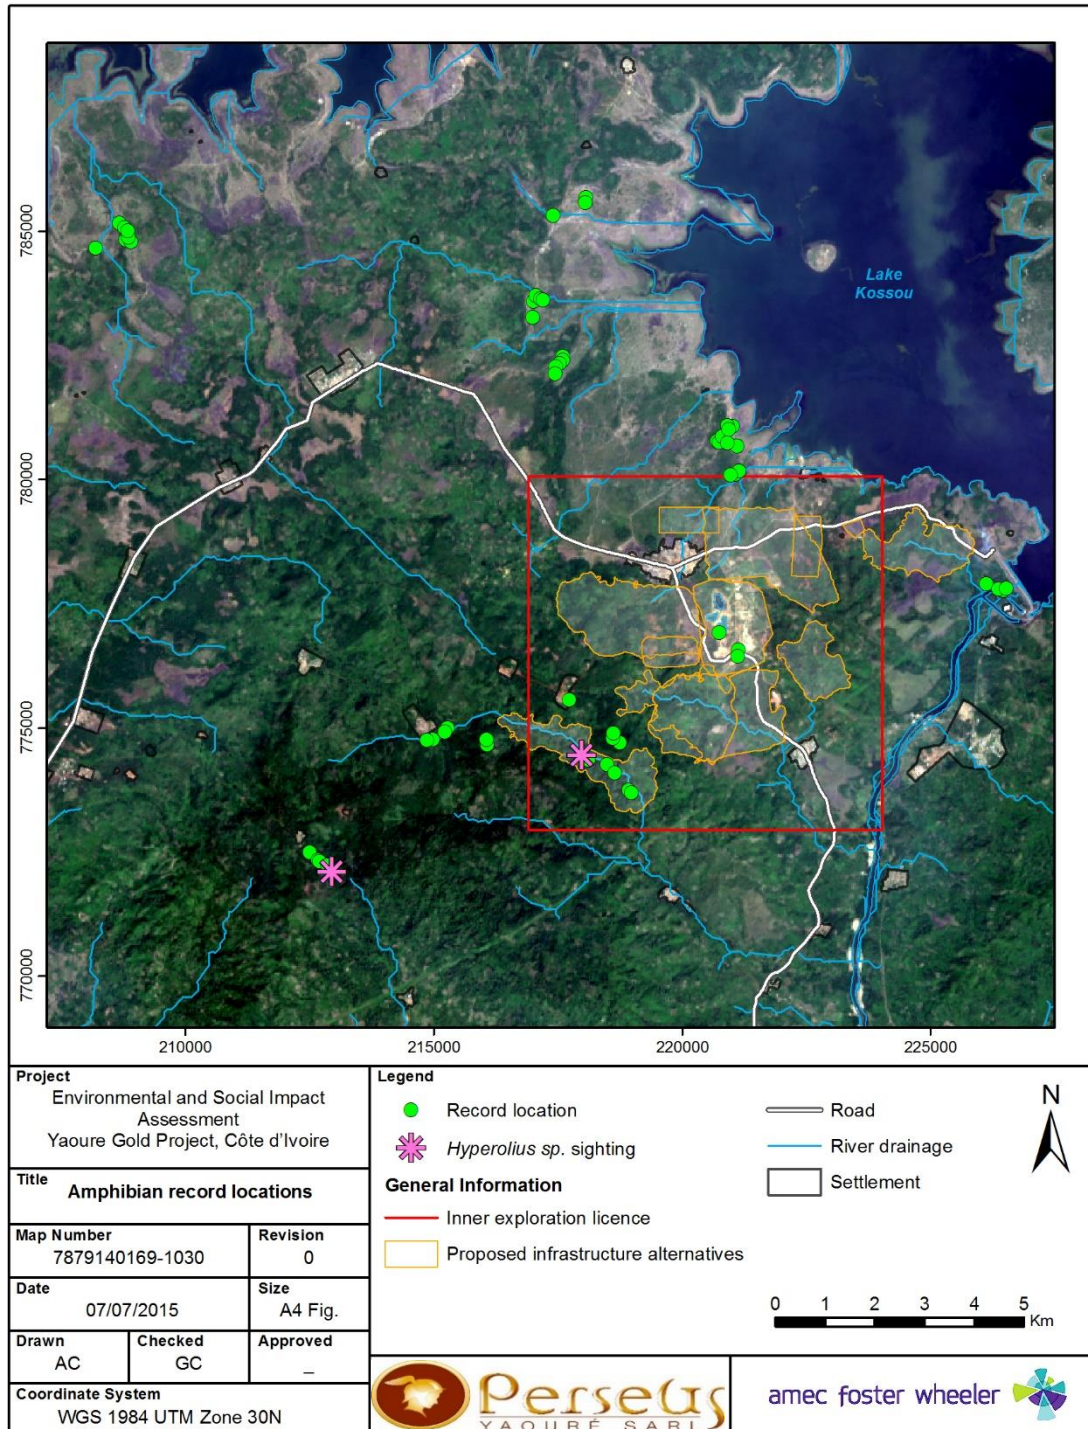 785000
780000
775000
770000
Lake
Kossou
210000
215000
220000
225000
Project
Environmental and Social Impact
Assessment
Yaoure Gold Project, Côte d'Ivoire
Title
Amphibian record locations
Map Number
7879140169-1030
Revision
0
Date
07/07/2015
Size
A4 Fig.
Drawn
AC
Checked
GC
Approved
_
Coordinate System
WGS 1984 UTM Zone 30N
Legend
Record location
Hyperolius sp. sighting
General Information
Inner exploration licence
Proposed infrastructure alternatives
Road
River drainage
Settlement
N
0 1 2 3 4 5
Km
Perseus
YAOURÉ SARL
amec foster wheeler